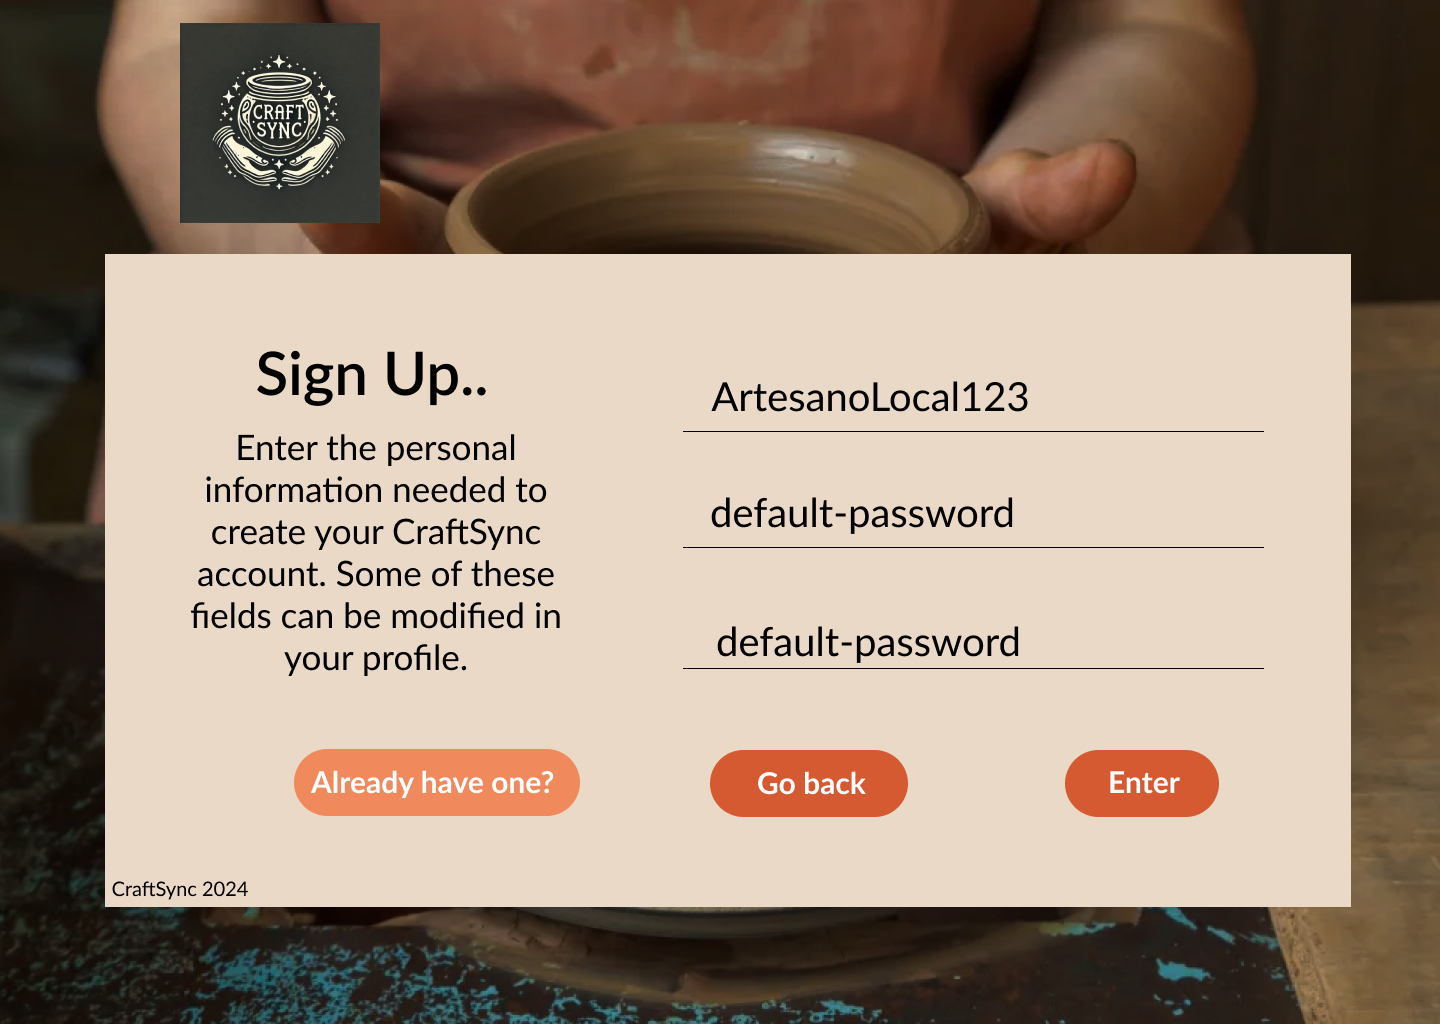 CRAFT
SYNC
Sign Up..
Enter the personal
information needed to
create your CraftSync
account. Some of these
fields can be modified in
your profile.
ArtesanoLocal123
default-password
default-password
Already have one?
Go back
Enter
CraftSync 2024